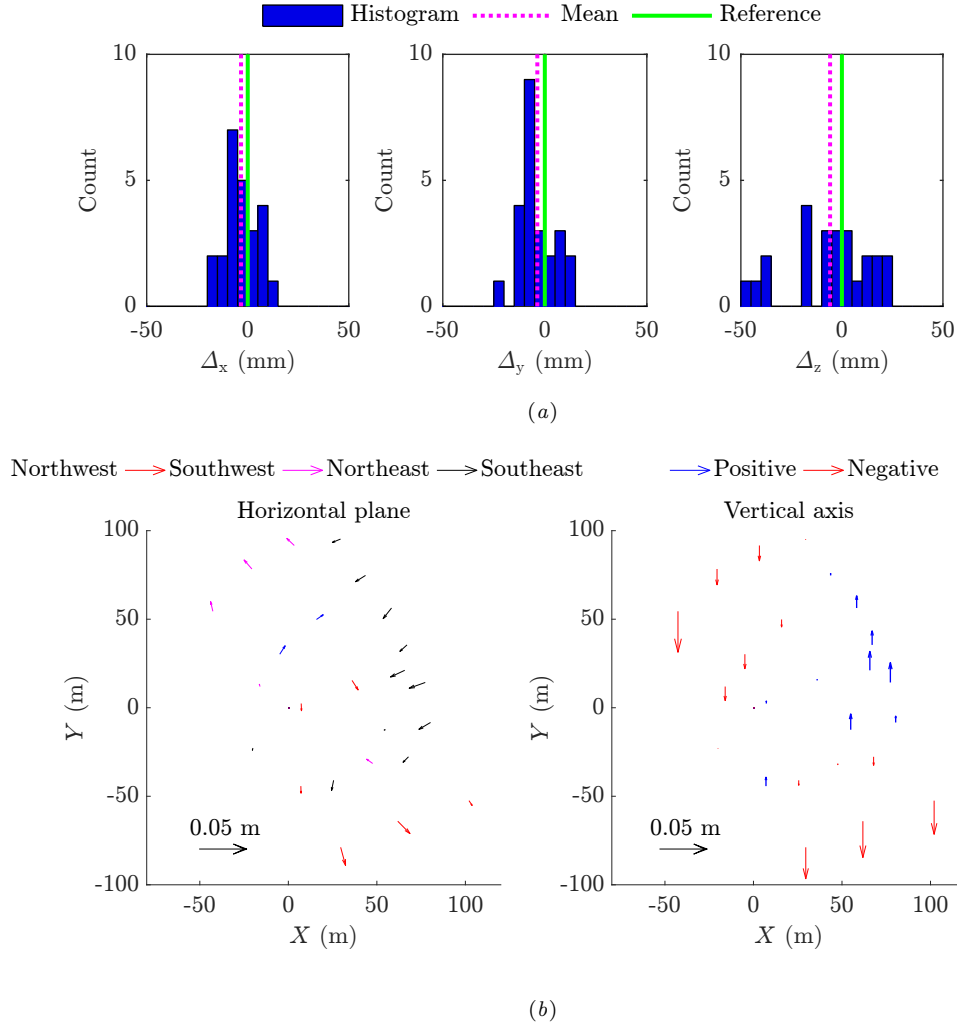 Histogram Mean Reference
10 10 10
5 5 5
0 0 0
Count Count Count
-50 0 50 -50 0 50 -50 0 50
Δx (mm) Δy (mm) Δz (mm)
(a)
Northwest Southwest Northeast Southeast Positive Negative
Horizontal plane Vertical axis
100 100
50 50
0 0
-50 -50
-100 -100
Y (m) Y (m)
0.05 m 0.05 m
-50 0 50 100 -50 0 50 100
X (m) X (m)
(b)